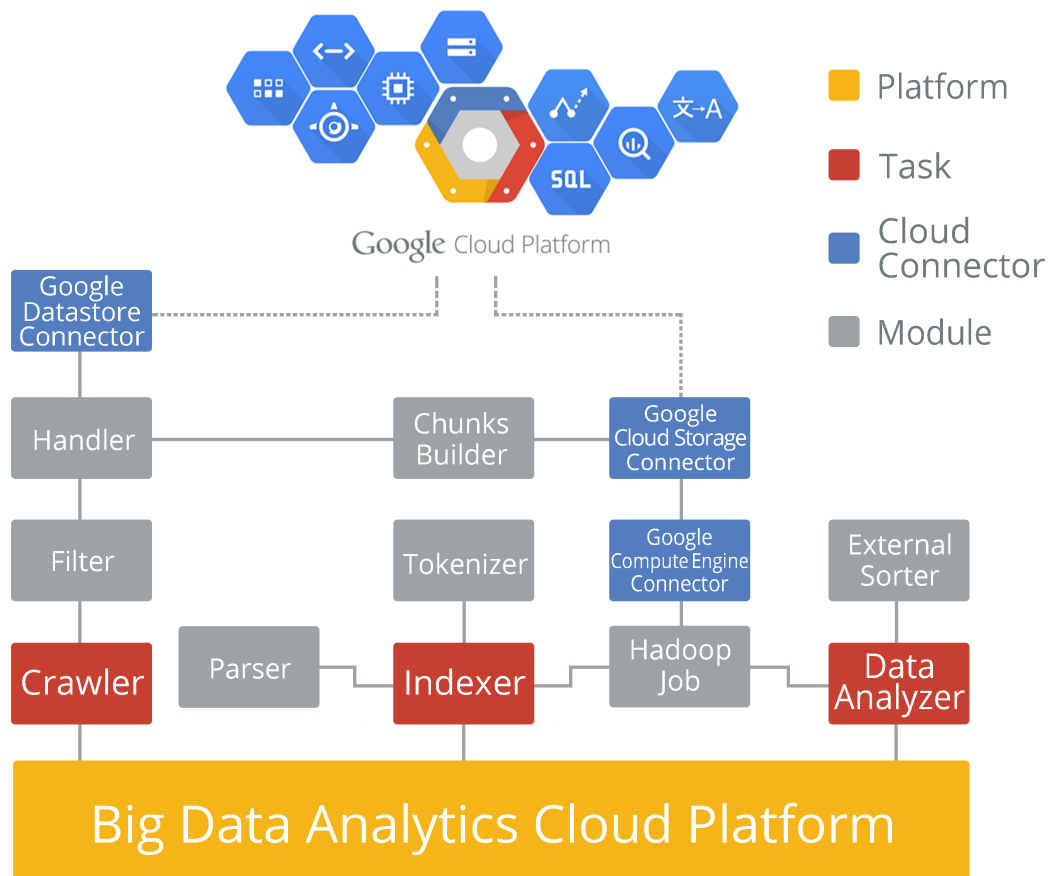 <-->
文→A
SQL
Google Cloud Platform
Platform
Task
Cloud
Connector
Module
Google
Datastore
Connector
Handler
Chunks
Builder
Google
Cloud Storage
Connector
Filter
Tokenizer
Google
Compute Engine
Connector
External
Sorter
Crawler
Parser
Indexer
Hadoop
Job
Data
Analyzer
Big Data Analytics Cloud Platform